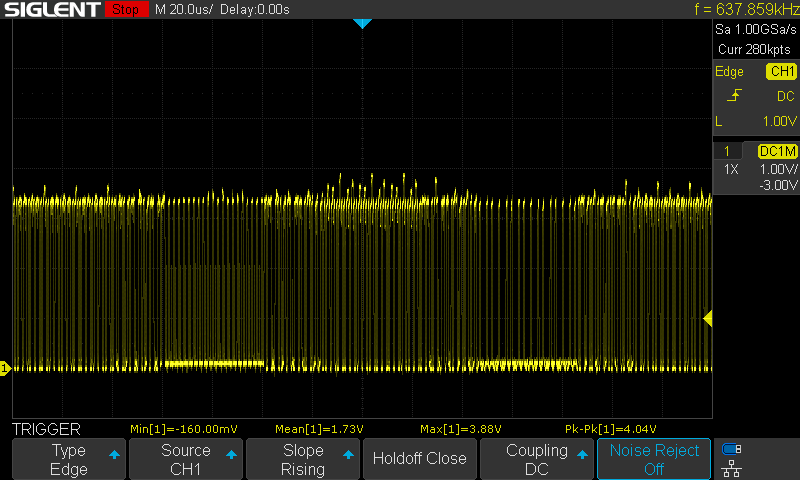 SIGLENT Stop M 20.0us/ Delay:0.00s f = 637.859kHz
Sa 1.00GSa/s
Curr 280kpts
Edge CH1
DC
L 1.00V
1 DC1M
1X 1.00V/
-3.00V
1
TRIGGER Min[1]=-160.00mV Mean[1]=1.73V Max[1]=3.88V Pk-Pk[1]=4.04V
Type Source Slope Holdoff Close Coupling Noise Reject
Edge CH1 Rising DC Off